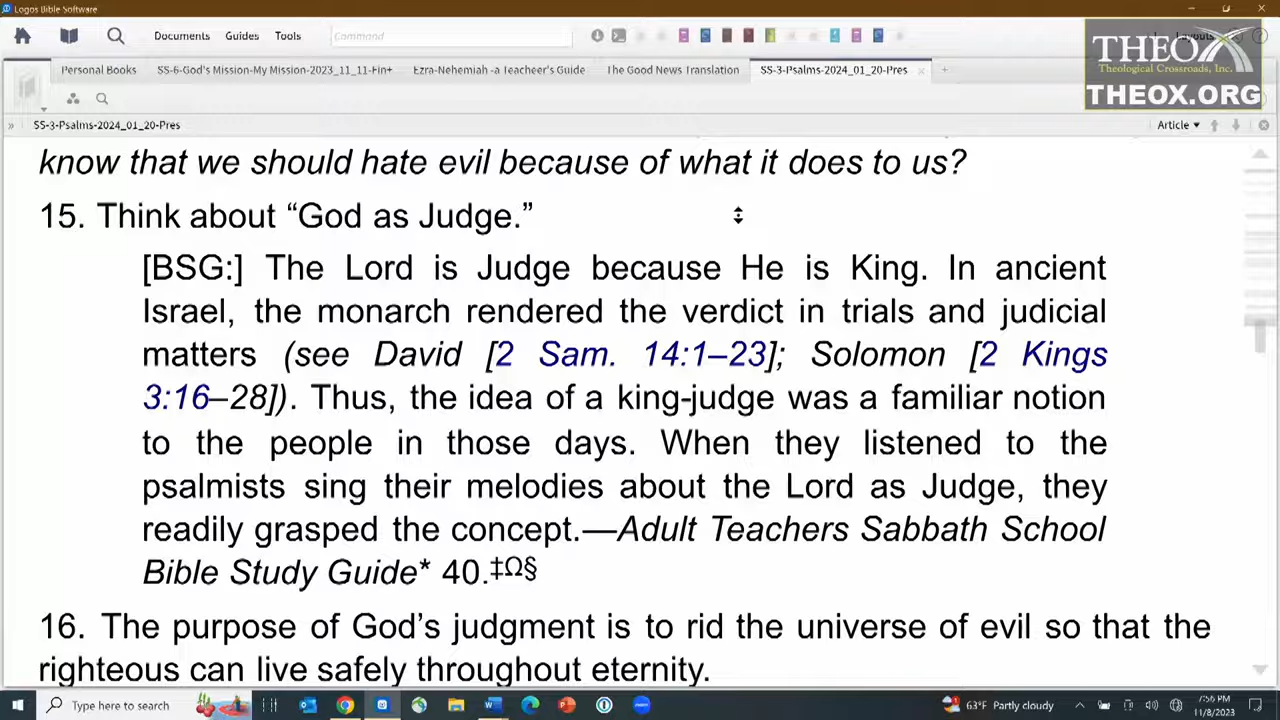 Logos Bible Software
Documents Guides Tools Command
THEOX
Theological Crossroads, Inc.
THEOX.ORG
Personal Books SS-6-God's Mission-My Mission-2023_11_11-Fin+ Teacher's Guide The Good News Translation SS-3-Psalms-2024_01_20-Pres
SS-3-Psalms-2024_01_20-Pres Article
know that we should hate evil because of what it does to us?
15. Think about “God as Judge.”
[BSG:] The Lord is Judge because He is King. In ancient
Israel, the monarch rendered the verdict in trials and judicial
matters (see David [2 Sam. 14:1–23]; Solomon [2 Kings
3:16–28]). Thus, the idea of a king-judge was a familiar notion
to the people in those days. When they listened to the
psalmists sing their melodies about the Lord as Judge, they
readily grasped the concept.—Adult Teachers Sabbath School
Bible Study Guide* 40.‡Ω§
16. The purpose of God’s judgment is to rid the universe of evil so that the
righteous can live safely throughout eternity.
Type here to search 63°F Partly cloudy 7:56 PM
11/8/2023